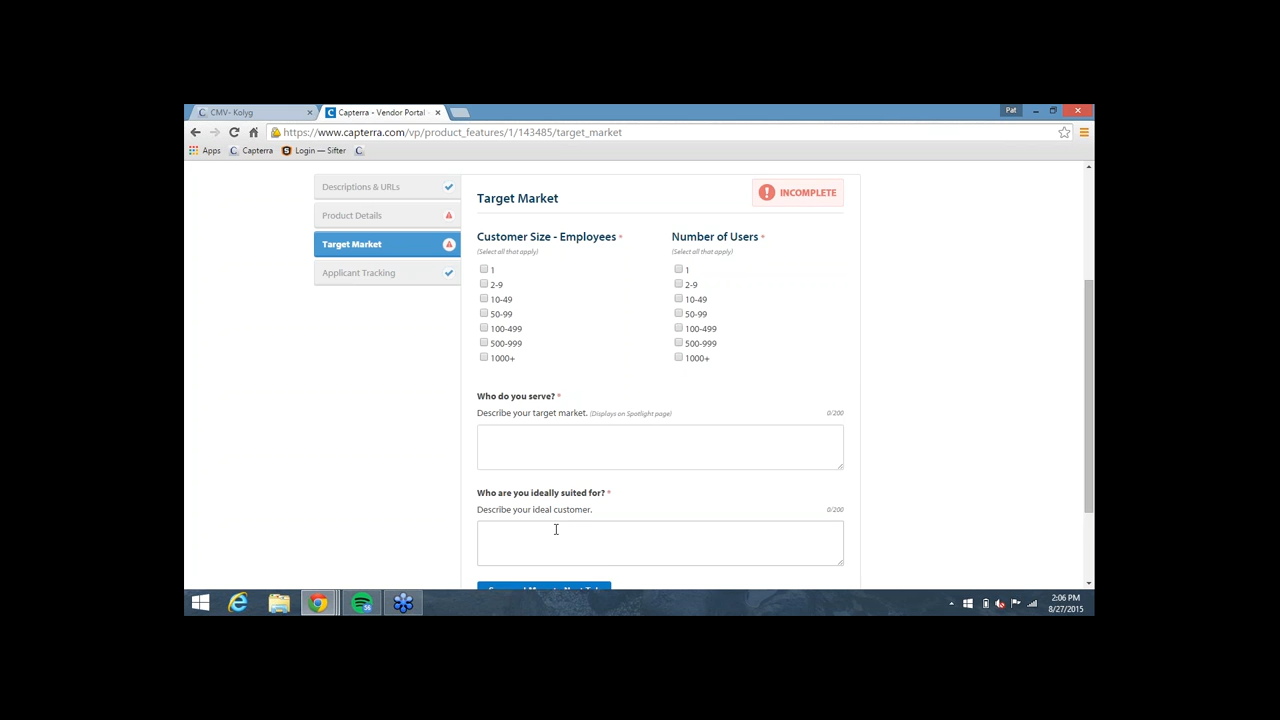 CMV- Kolyg
Capterra - Vendor Portal
Pat
https://www.capterra.com/vp/product_features/1/143485/target_market
Apps Capterra Login — Sifter
Descriptions & URLs
Product Details
Target Market
Applicant Tracking
Target Market
INCOMPLETE
Customer Size - Employees *
(Select all that apply)
1
2-9
10-49
50-99
100-499
500-999
1000+
Number of Users *
(Select all that apply)
1
2-9
10-49
50-99
100-499
500-999
1000+
Who do you serve? *
Describe your target market. (Displays on Spotlight page) 0/200
Who are you ideally suited for? *
Describe your ideal customer. 0/200
2:06 PM
8/27/2015